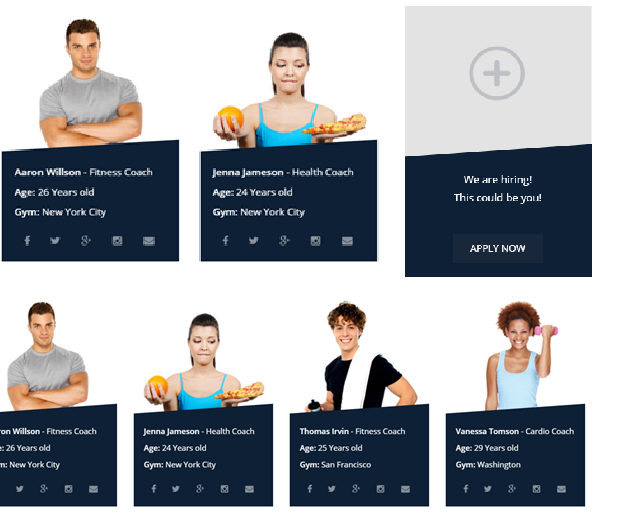 Aaron Willson - Fitness Coach
Age: 26 Years old
Gym: New York City
Jenna Jameson - Health Coach
Age: 24 Years old
Gym: New York City
We are hiring!
This could be you!
APPLY NOW
on Willson - Fitness Coach
e: 26 Years old
m: New York City
Jenna Jameson - Health Coach
Age: 24 Years old
Gym: New York City
Thomas Irvin - Fitness Coach
Age: 25 Years old
Gym: San Francisco
Vanessa Tomson - Cardio Coach
Age: 29 Years old
Gym: Washington